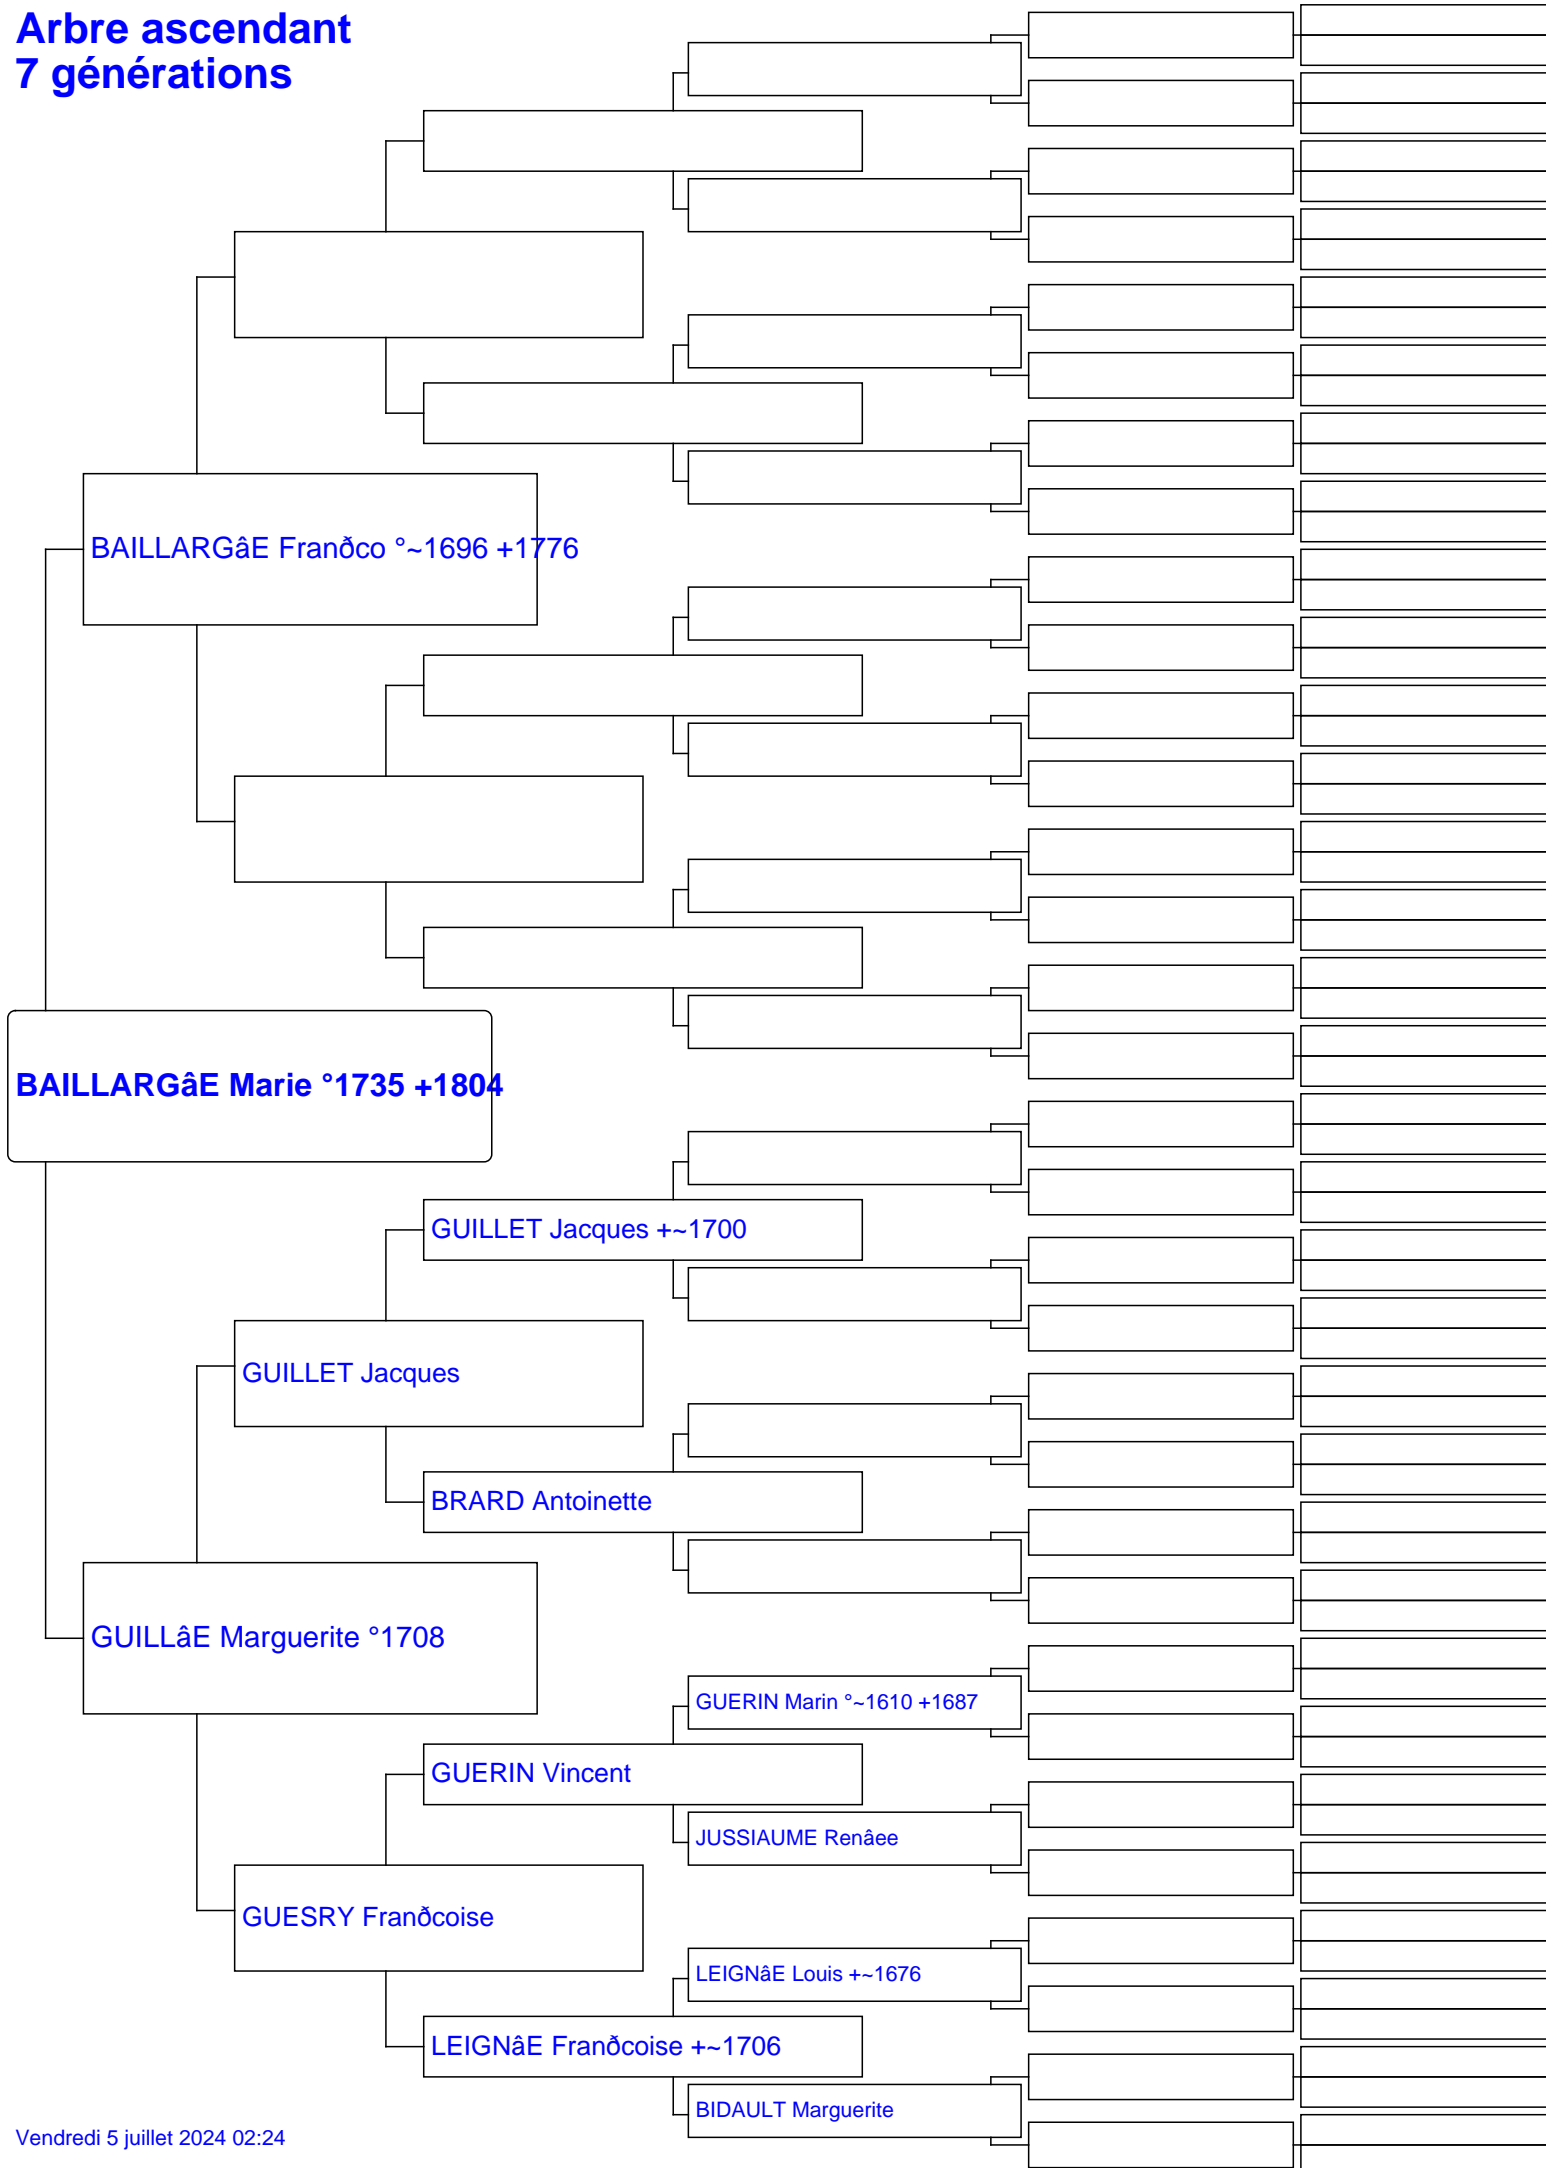 Arbre ascendant
7 générations
BAILLARGâE Franðco °~1696 +1776
BAILLARGâE Marie °1735 +1804
GUILLET Jacques +~1700
GUILLET Jacques
BRARD Antoinette
GUILLâE Marguerite °1708
GUERIN Marin °~1610 +1687
GUERIN Vincent
JUSSIAUME Renâee
GUESRY Franðcoise
LEIGNâE Louis +~1676
LEIGNâE Franðcoise +~1706
BIDAULT Marguerite
Vendredi 5 juillet 2024 02:24